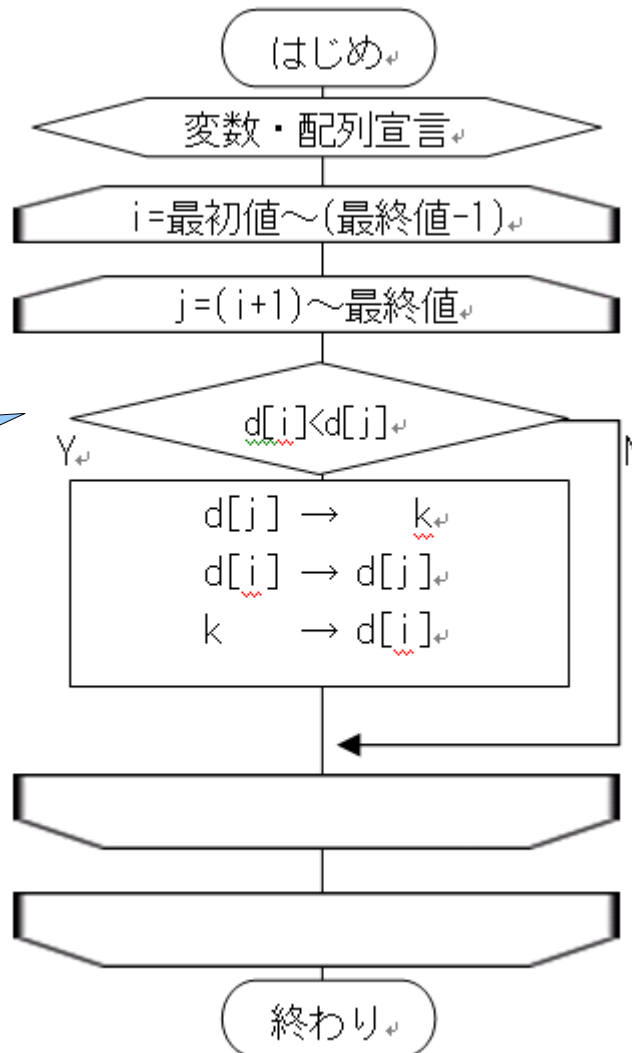 はじめ
変数・配列宣言
i=最初値～(最終値-1)
j=(i+1)～最終値
d[i]<d[j]
Y
d[j] → k
d[i] → d[j]
k → d[i]
終わり